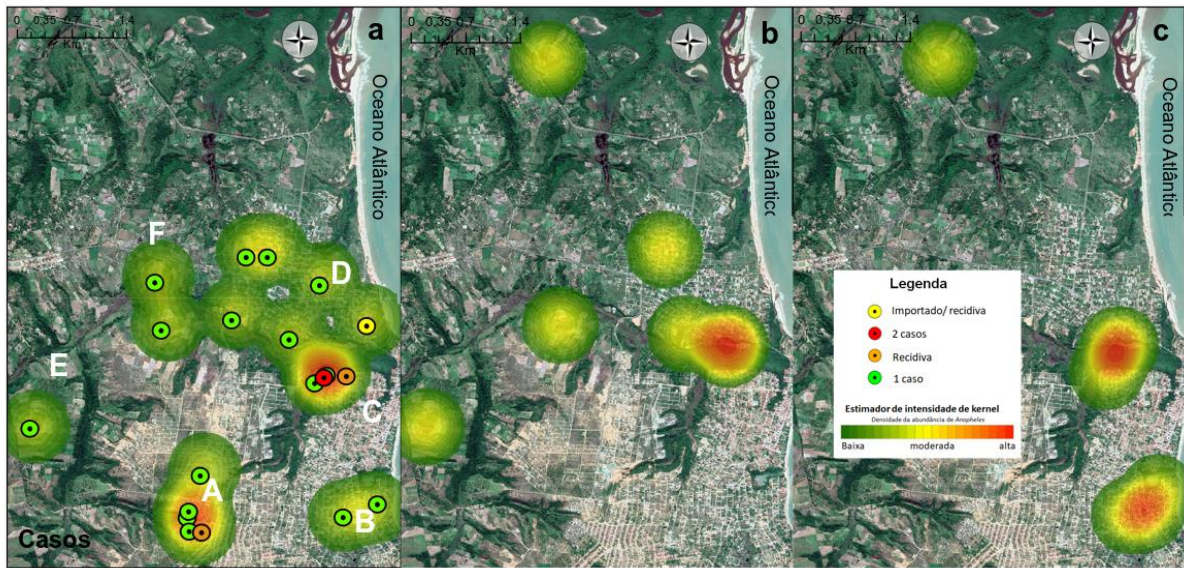 0 0.35 0.7 1.4
Km
a
Oceano Atlântico
F
D
E
C
A
B
Casos
0 0.35 0.7 1.4
Km
b
Oceano Atlântico
0 0.35 0.7 1.4
Km
c
Oceano Atlântico
Legenda
Importado/ recidiva
2 casos
Recidiva
1 caso
Estimador de intesidade de kernel
Densidade da abundância de Anopheles
Baixa moderada alta